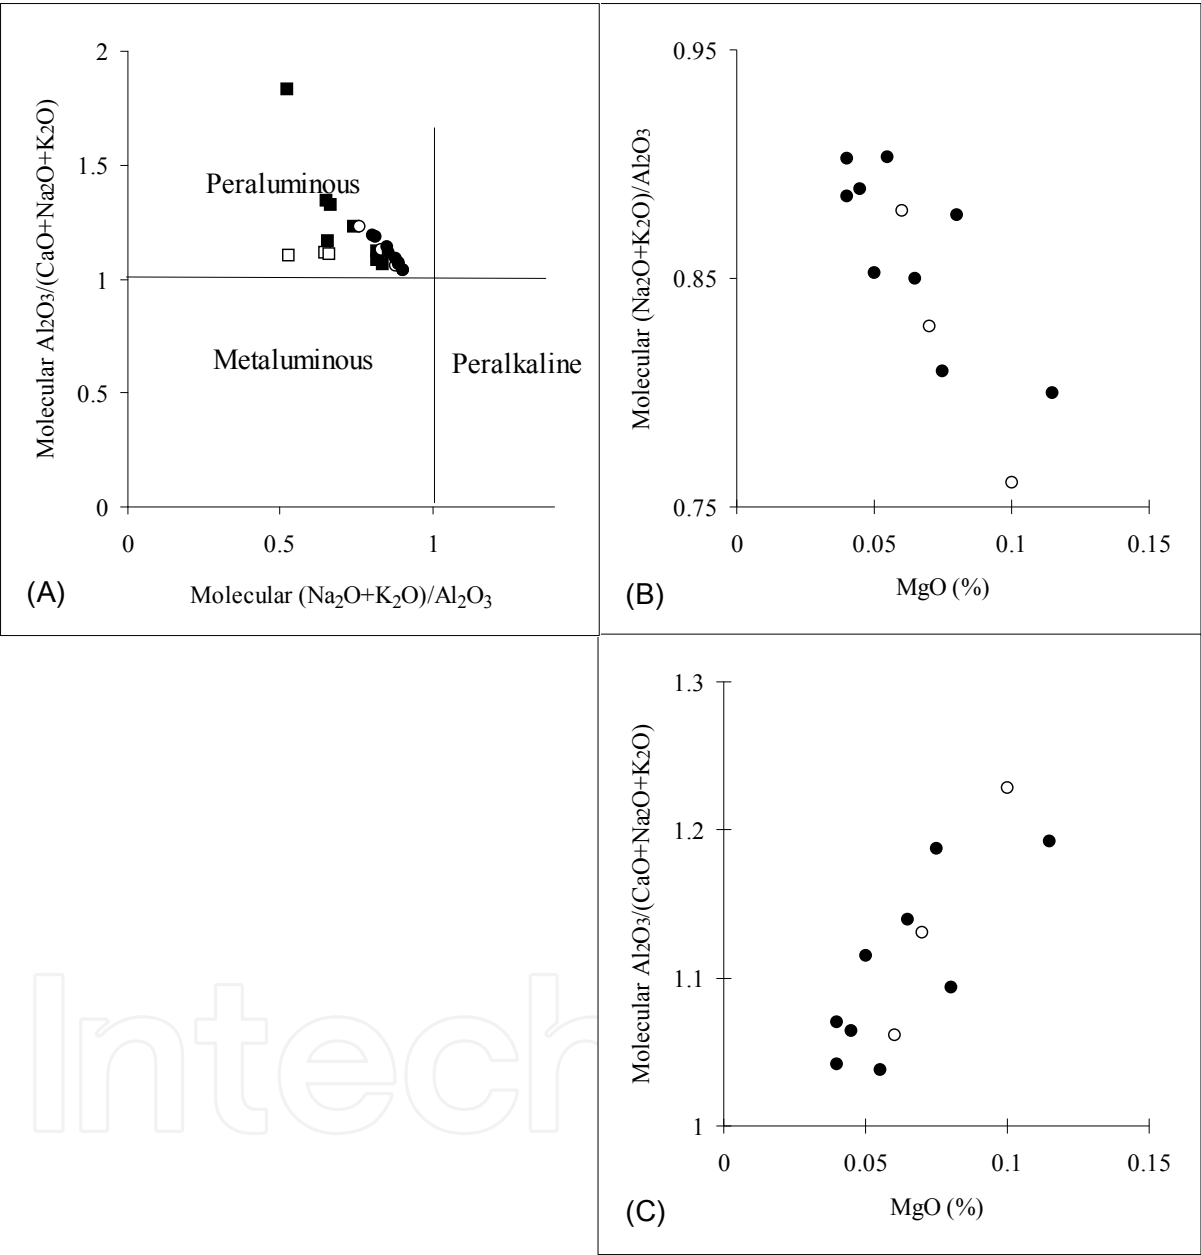 2
1.5
1
0.5
0
0
0.5
1
Peraluminous
Metaluminous
Peralkaline
Molecular Al2O3/(CaO+Na2O+K2O)
Molecular (Na2O+K2O)/Al2O3
(A)
0.95
0.85
0.75
0
0.05
0.1
0.15
Molecular (Na2O+K2O)/Al2O3
MgO (%)
(B)
1.3
1.2
1.1
1
0
0.05
0.1
0.15
Molecular Al2O3/(CaO+Na2O+K2O)
MgO (%)
(C)
Intech